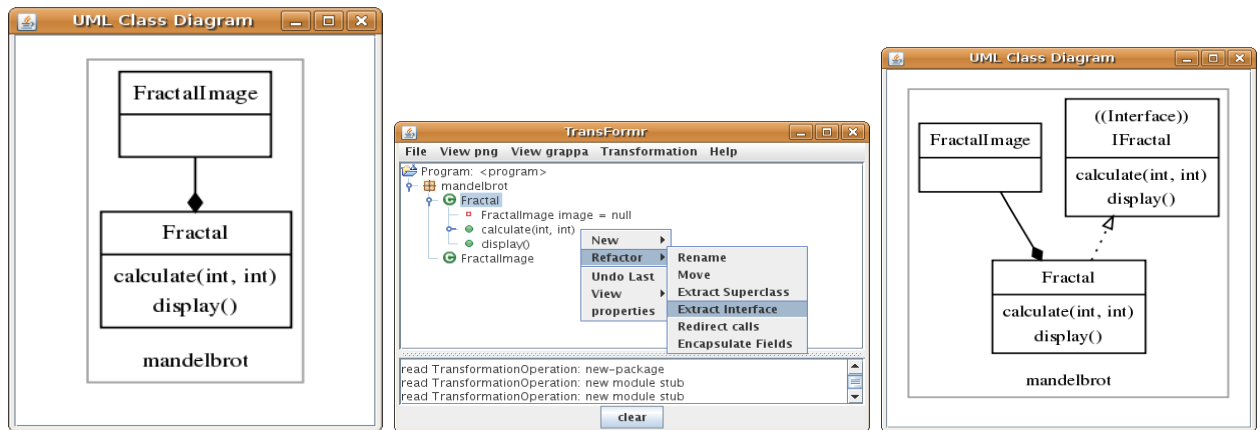 UML Class Diagram
FractalImage
Fractal
calculate(int, int)
display()
mandelbrot
TransFormr
File View png View grappa Transformation Help
Program: <program>
mandelbrot
Fractal
FractalImage image = null
calculate(int, int)
display()
FractalImage
New
Refactor
Undo Last
View
properties
Rename
Move
Extract Superclass
Extract Interface
Redirect calls
Encapsulate Fields
read TransformationOperation: new-package
read TransformationOperation: new module stub
read TransformationOperation: new module stub
clear
UML Class Diagram
FractalImage
((Interface))
IFractal
calculate(int, int)
display()
Fractal
calculate(int, int)
display()
mandelbrot